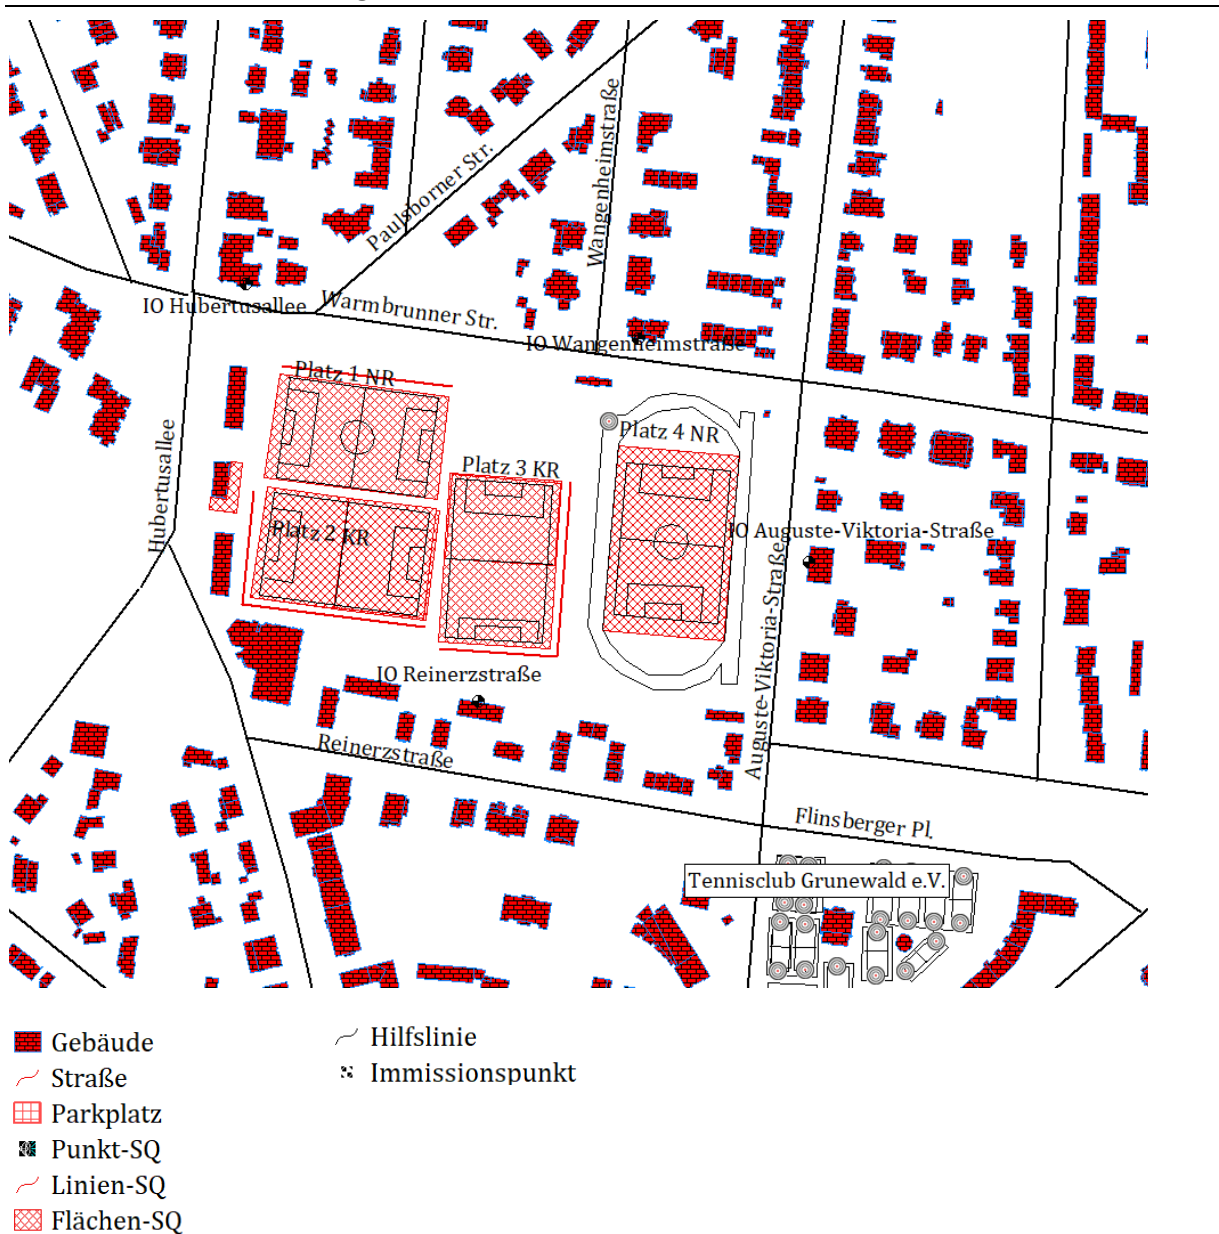 Paulsborner Str.
Wangenheimstraße
IO Hubertusallee
Warmbrunner Str.
IO Wangenheimstraße
Platz 1 NR
Platz 4 NR
Platz 3 KR
Hubertusallee
Platz 2 KR
IO Auguste-Viktoria-Straße
Auguste-Viktoria-Straße
IO Reinerzstraße
Reinerzstraße
Flinsberger Pl.
Tennisclub Grunewald e.V.
Gebäude
Straße
Parkplatz
Punkt-SQ
Linien-SQ
Flächen-SQ
Hilfslinie
Immissionspunkt